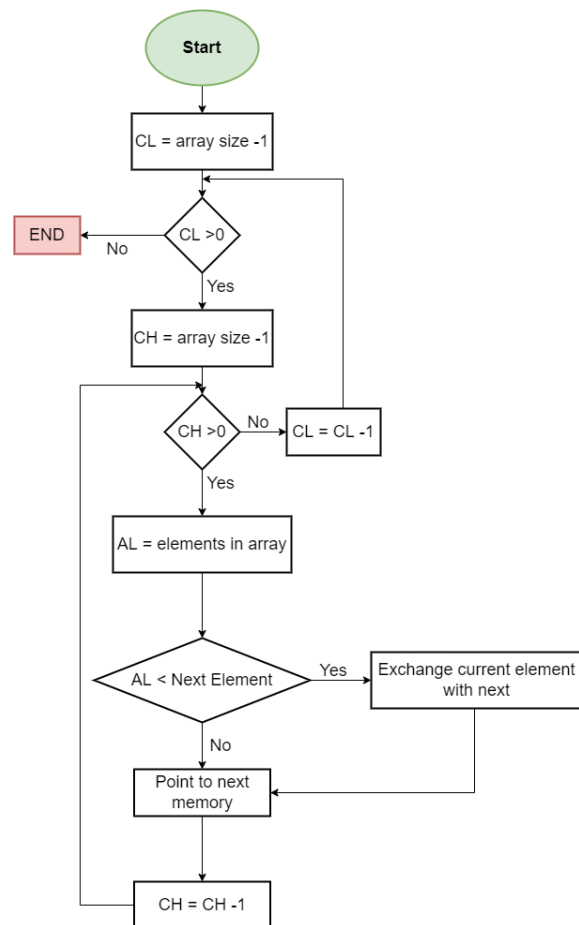 Start
CL = array size -1
CL >0
END
No
Yes
CH = array size -1
CH >0
No
CL = CL -1
Yes
AL = elements in array
AL < Next Element
Yes
Exchange current element
with next
No
Point to next
memory
CH = CH -1